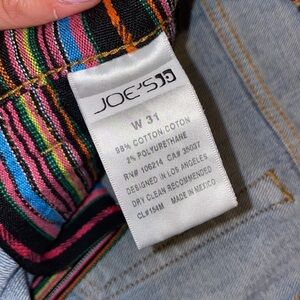 JOE'S
W 31
98% COTTON COTON
2% POLYURETHANE
RN# 106214 CA# 35037
DESIGNED IN LOS ANGELES
DRY CLEAN RECOMMENDED
CL#154M MADE IN MEXICO